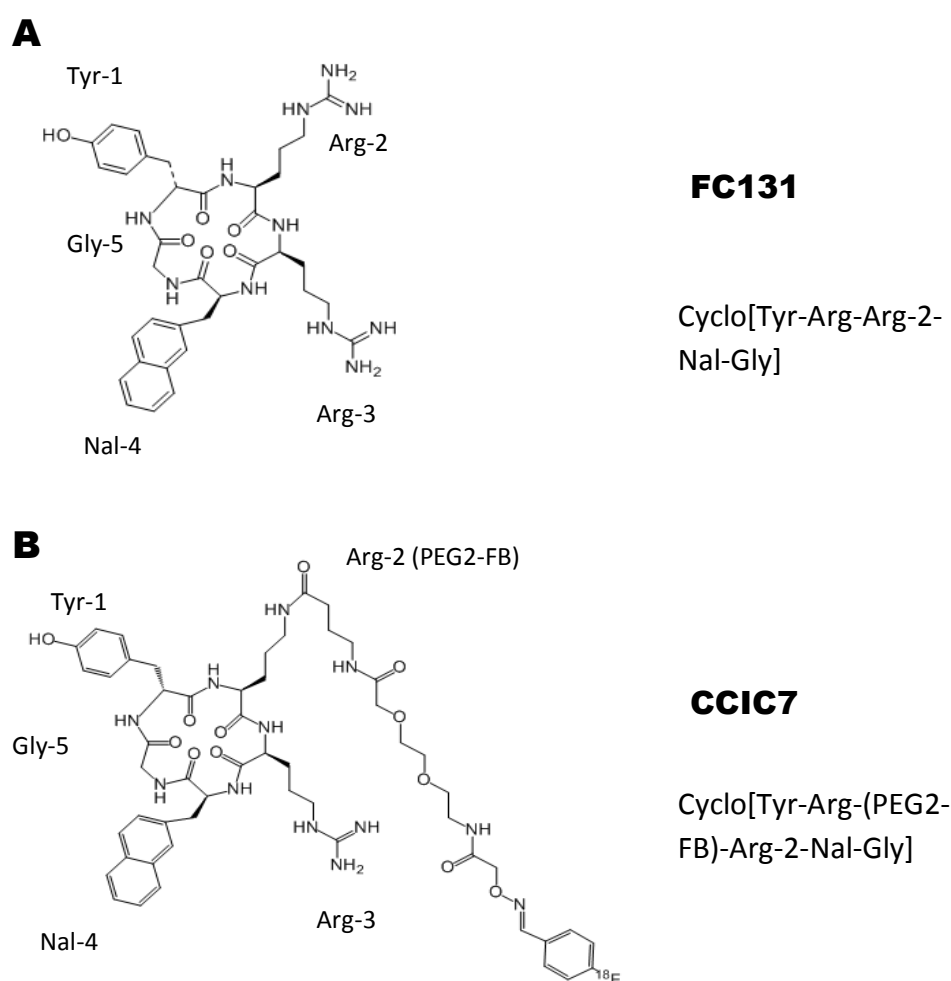 A
Tyr-1
NH2
HN
NH
Arg-2
HO
H
N
O
HN
O
NH
FC131
Gly-5
O
O
O
O
N
H
NH
HN
NH
NH2
Cyclo[Tyr-Arg-Arg-2-
Nal-Gly]
Arg-3
Nal-4
B
Arg-2 (PEG2-FB)
O
Tyr-1
HN
HO
H
N
NH
O
O
HN
O
NH
O
CCIC7
Gly-5
O
O
O
O
O
N
H
NH
HN
NH
NH2
NH
O
Cyclo[Tyr-Arg-(PEG2-
FB)-Arg-2-Nal-Gly]
O
N
Arg-3
Nal-4
18F